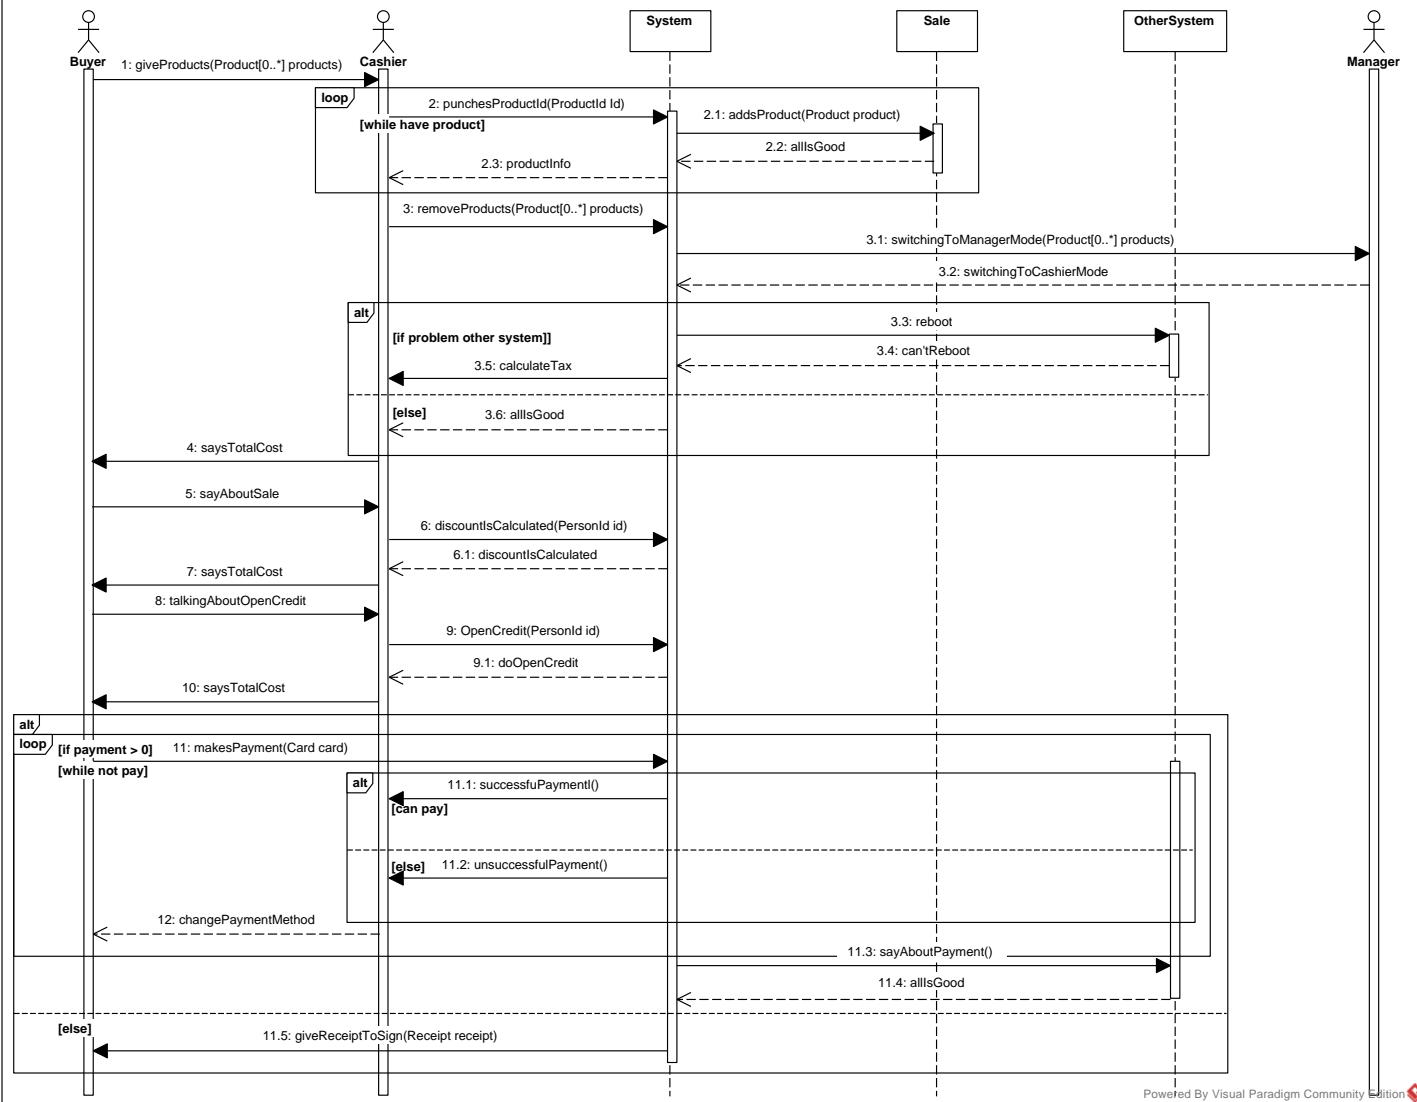 System
Sale
OtherSystem
Buyer
Cashier
Manager
1: giveProducts(Product[0..*] products)
loop
2: punchesProductId(ProductId Id)
[while have product]
2.1: addsProduct(Product product)
2.2: allIsGood
2.3: productInfo
3: removeProducts(Product[0..*] products)
3.1: switchingToManagerMode(Product[0..*] products)
3.2: switchingToCashierMode
alt
3.3: reboot
[if problem other system]]
3.4: can'tReboot
3.5: calculateTax
[else]
3.6: allIsGood
4: saysTotalCost
5: sayAboutSale
6: discountIsCalculated(PersonId id)
6.1: discountIsCalculated
7: saysTotalCost
8: talkingAboutOpenCredit
9: OpenCredit(PersonId id)
9.1: doOpenCredit
10: saysTotalCost
alt
loop
[if payment > 0]
11: makesPayment(Card card)
[while not pay]
alt
11.1: successfuPaymentl()
[can pay]
[else]
11.2: unsuccessfulPayment()
12: changePaymentMethod
11.3: sayAboutPayment()
11.4: allIsGood
[else]
11.5: giveReceiptToSign(Receipt receipt)
Powered By Visual Paradigm Community Edition